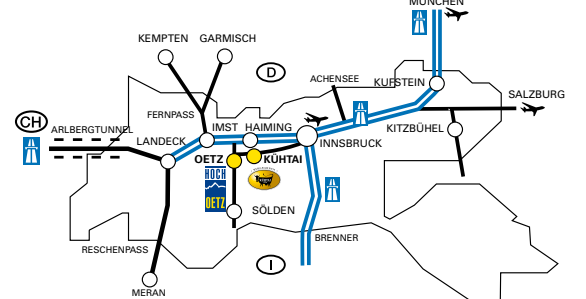 MÜNCHEN
KEMPTEN
GARMISCH
D
ACHENSEE
KUFSTEIN
SALZBURG
FERNPASS
CH
ARLBERGTUNNEL
IMST
HAIMING
KITZBÜHEL
LANDECK
INNSBRUCK
OETZ
KÜHTAI
HOCH
OETZ
SÖLDEN
BRENNER
RESCHENPASS
I
MERAN